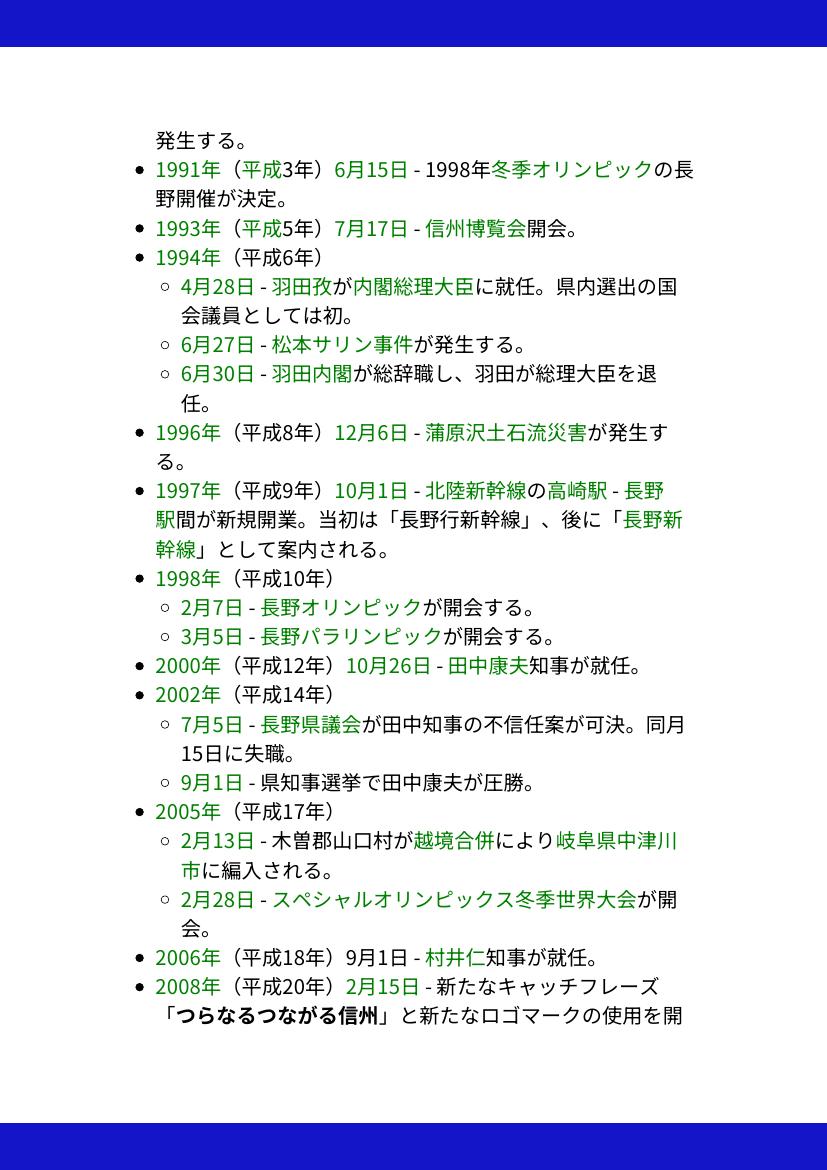 発生する。
• 1991年（平成3年）6月15日 - 1998年冬季オリンピックの長
野開催が決定。
• 1993年（平成5年）7月17日 - 信州博覧会開会。
• 1994年（平成6年）
◦ 4月28日 - 羽田孜が内閣総理大臣に就任。県内選出の国
会議員としては初。
◦ 6月27日 - 松本サリン事件が発生する。
◦ 6月30日 - 羽田内閣が総辞職し、羽田が総理大臣を退
任。
• 1996年（平成8年）12月6日 - 蒲原沢土石流災害が発生す
る。
• 1997年（平成9年）10月1日 - 北陸新幹線の高崎駅 - 長野
駅間が新規開業。当初は「長野行新幹線」、後に「長野新
幹線」として案内される。
• 1998年（平成10年）
◦ 2月7日 - 長野オリンピックが開会する。
◦ 3月5日 - 長野パラリンピックが開会する。
• 2000年（平成12年）10月26日 - 田中康夫知事が就任。
• 2002年（平成14年）
◦ 7月5日 - 長野県議会が田中知事の不信任案が可決。同月
15日に失職。
◦ 9月1日 - 県知事選挙で田中康夫が圧勝。
• 2005年（平成17年）
◦ 2月13日 - 木曽郡山口村が越境合併により岐阜県中津川
市に編入される。
◦ 2月28日 - スペシャルオリンピックス冬季世界大会が開
会。
• 2006年（平成18年）9月1日 - 村井仁知事が就任。
• 2008年（平成20年）2月15日 - 新たなキャッチフレーズ
「つらなるつながる信州」と新たなロゴマークの使用を開